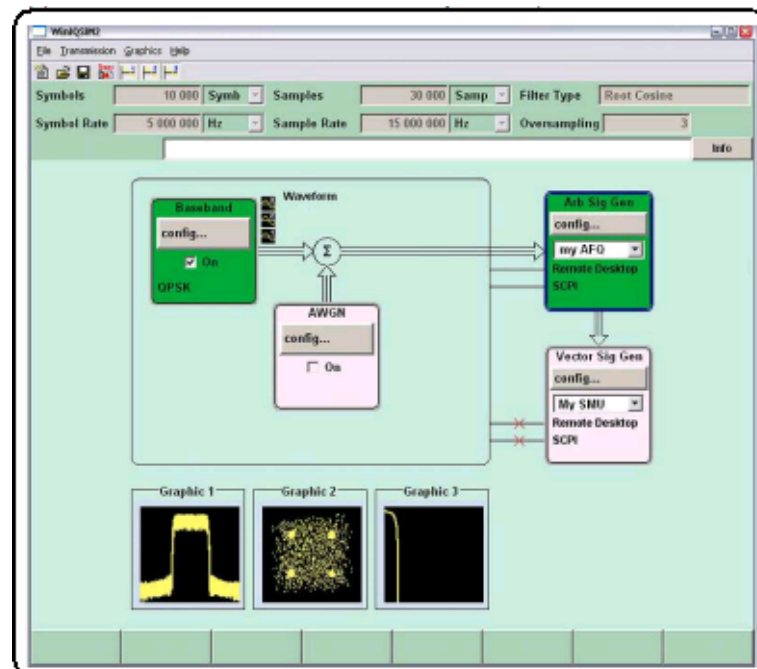 WinIQSIM2
File Transmission Graphics Help
Symbols 10 000 Symb Samples 30 000 Samp Filter Type Root Cosine
Symbol Rate 5 000 000 Hz Sample Rate 15 000 000 Hz Oversampling 3
Info
Baseband
config...
On
QPSK
Waveform
Σ
AWGN
config...
On
Arb Sig Gen
config...
my AFQ
Remote Desktop
SCPI
Vector Sig Gen
config...
My SMU
Remote Desktop
SCPI
Graphic 1 Graphic 2 Graphic 3